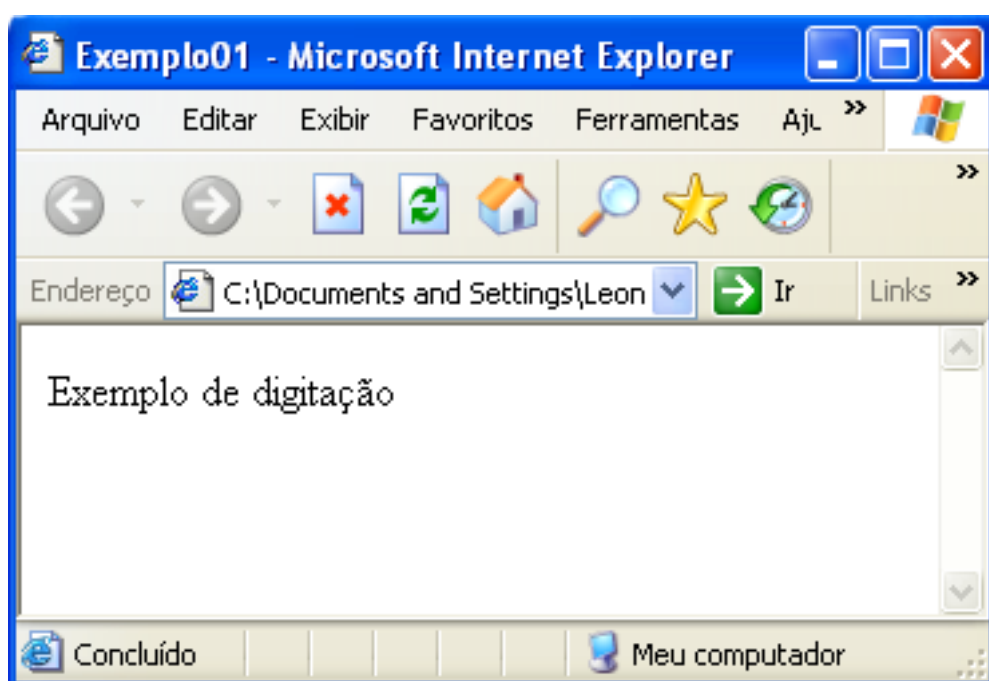 Exemplo01 - Microsoft Internet Explorer
Arquivo Editar Exibir Favoritos Ferramentas Aju »
»
Endereço C:\Documents and Settings\Leon Ir Links »
Exemplo de digitação
Concluído Meu computador